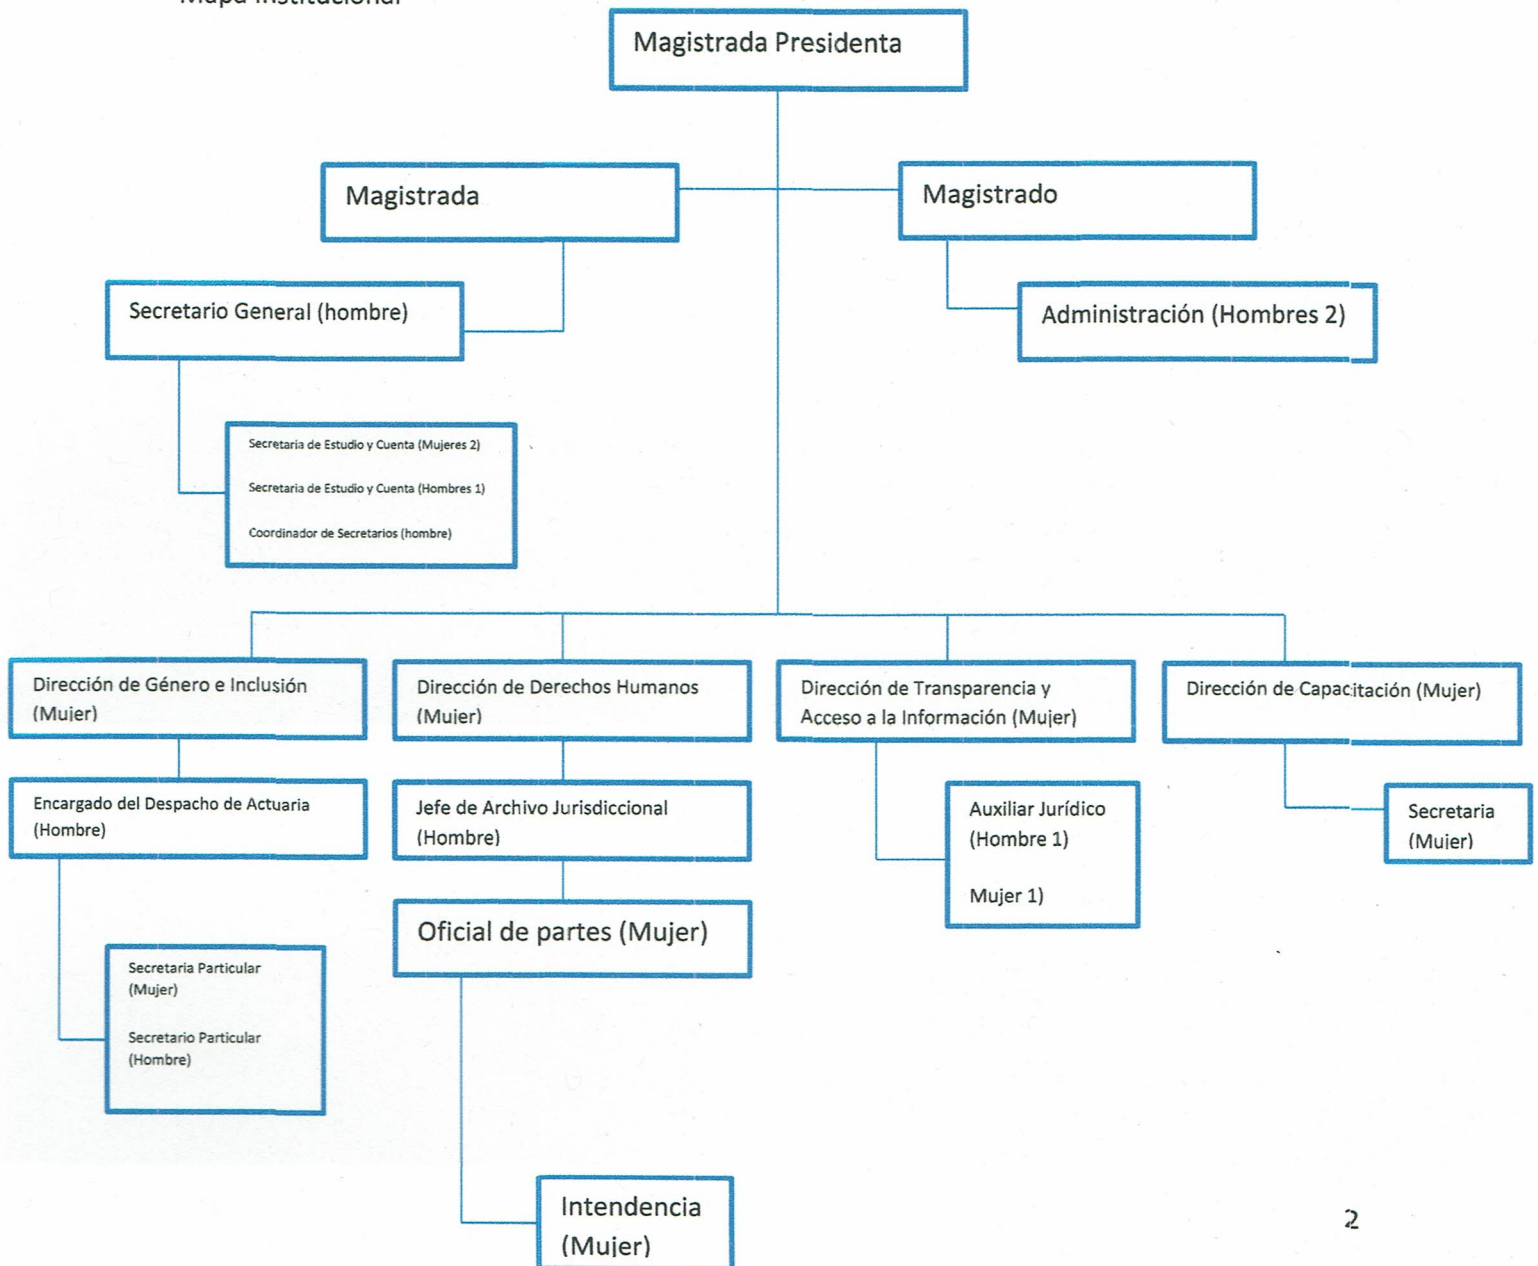 Mapa Institucional
Magistrada Presidenta
Magistrada
Magistrado
Secretario General (hombre)
Administración (Hombres 2)
Secretaria de Estudio y Cuenta (Mujeres 2)
Secretaria de Estudio y Cuenta (Hombres 1)
Coordinador de Secretarios (hombre)
Dirección de Género e Inclusión
(Mujer)
Dirección de Derechos Humanos
(Mujer)
Dirección de Transparencia y
Acceso a la Información (Mujer)
Dirección de Capacitación (Mujer)
Encargado del Despacho de Actuaria
(Hombre)
Jefe de Archivo Jurisdiccional
(Hombre)
Auxiliar Jurídico
(Hombre 1)
Mujer 1)
Secretaria
(Mujer)
Oficial de partes (Mujer)
Secretaria Particular
(Mujer)
Secretario Particular
(Hombre)
Intendencia
(Mujer)
2